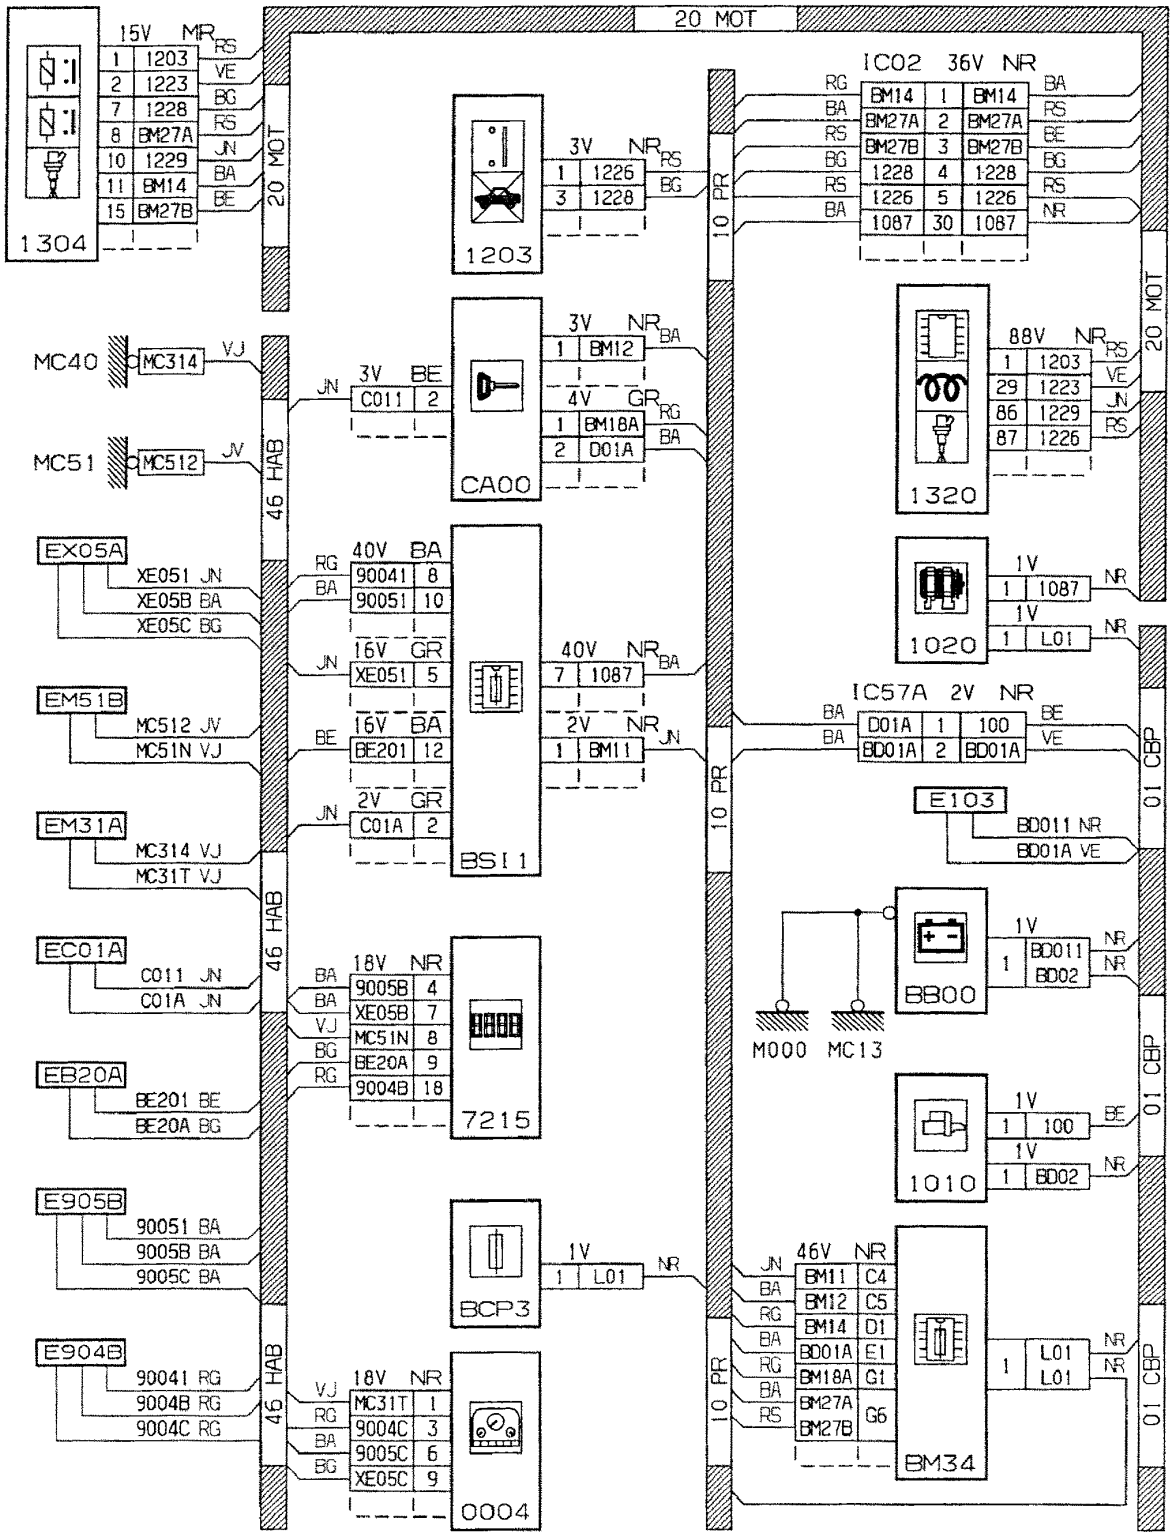 20 MOT
15V MR
1 1203 RS
2 1223 VE
7 1228 BG
8 BM27A RS
10 1229 JN
11 BM14 BA
15 BM27B BE
1304
20 MOT
3V NR
1 1226 RS
3 1228 BG
1203
10 PR
IC02 36V NR
RG BM14 1 BM14 BA
BA BM27A 2 BM27A RS
RS BM27B 3 BM27B BE
BG 1228 4 1228 BG
RS 1226 5 1226 RS
BA 1087 30 1087 NR
20 MOT
MC40 MC314 VJ
MC51 MC512 JV
46 HAB
3V NR
1 BM12 BA
3V BE
JN C011 2
4V GR
1 BM18A RG
2 D01A BA
CA00
88V NR
1 1203 RS
29 1223 VE
86 1229 JN
87 1226 RS
1320
EX05A
XE051 JN
XE05B BA
XE05C BG
40V BA
RG 90041 8
BA 90051 10
16V GR
JN XE051 5
40V NR
7 1087 BA
16V BA
BE BE201 12
2V NR
1 BM11 JN
2V GR
JN C01A 2
BSI1
1V
1 1087 NR
1V
1 L01 NR
1020
EM51B
MC512 JV
MC51N VJ
IC57A 2V NR
BA D01A 1 100 BE
BA BD01A 2 BD01A VE
10 PR
01 CBP
E103
BD011 NR
BD01A VE
EM31A
MC314 VJ
MC31T VJ
46 HAB
EC01A
C011 JN
C01A JN
18V NR
BA 9005B 4
BA XE05B 7
VJ MC51N 8
BG BE20A 9
RG 9004B 18
7215
1V
1 BD011 NR
BD02 NR
BB00
M000 MC13
01 CBP
EB20A
BE201 BE
BE20A BG
1V
1 100 BE
1V
1 BD02 NR
1010
E905B
90051 BA
9005B BA
9005C BA
1V
1 L01 NR
BCP3
46V NR
JN BM11 C4
BA BM12 C5
RG BM14 D1
BA BD01A E1
RG BM18A G1
BA BM27A G6
RS BM27B
BM34
1 L01 NR
L01 NR
10 PR
01 CBP
E904B
90041 RG
9004B RG
9004C RG
46 HAB
18V NR
VJ MC31T 1
RG 9004C 3
BA 9005C 6
BG XE05C 9
0004